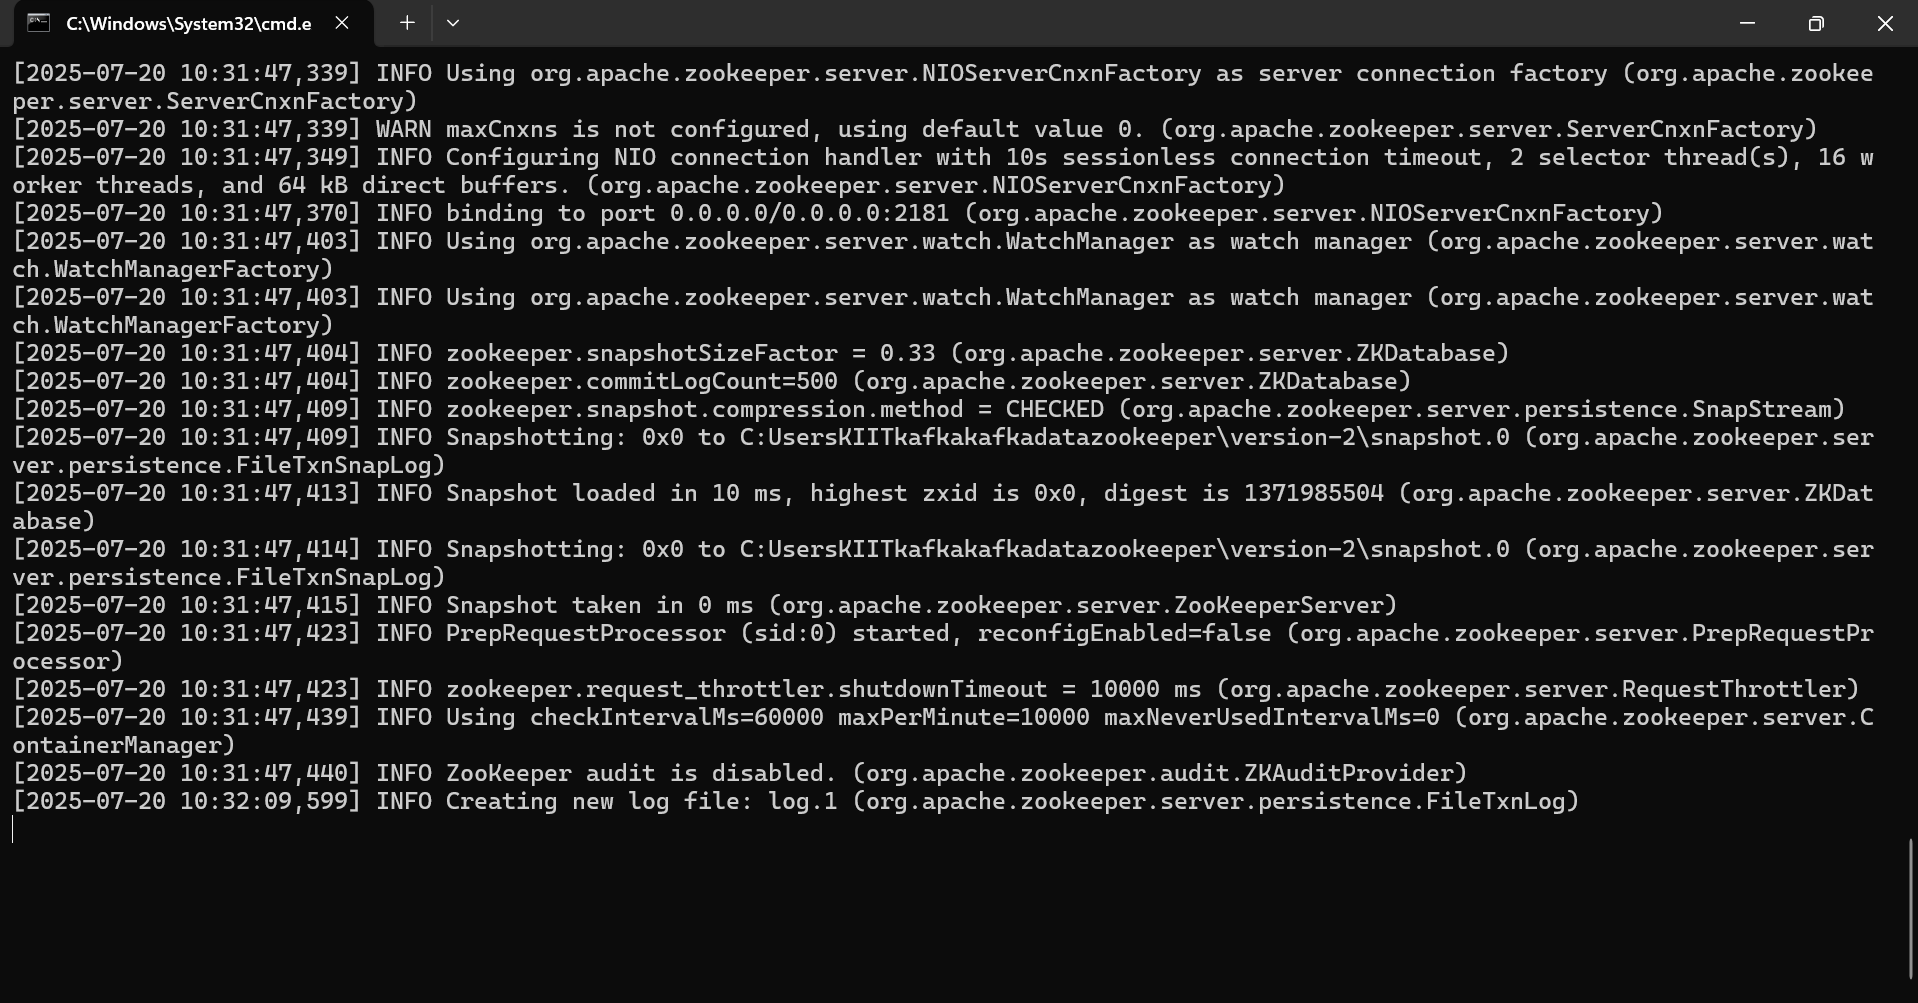 C:\Windows\System32\cmd.e
[2025-07-20 10:31:47,339] INFO Using org.apache.zookeeper.server.NIOServerCnxnFactory as server connection factory (org.apache.zookee
per.server.ServerCnxnFactory)
[2025-07-20 10:31:47,339] WARN maxCnxns is not configured, using default value 0. (org.apache.zookeeper.server.ServerCnxnFactory)
[2025-07-20 10:31:47,349] INFO Configuring NIO connection handler with 10s sessionless connection timeout, 2 selector thread(s), 16 w
orker threads, and 64 kB direct buffers. (org.apache.zookeeper.server.NIOServerCnxnFactory)
[2025-07-20 10:31:47,370] INFO binding to port 0.0.0.0/0.0.0.0:2181 (org.apache.zookeeper.server.NIOServerCnxnFactory)
[2025-07-20 10:31:47,403] INFO Using org.apache.zookeeper.server.watch.WatchManager as watch manager (org.apache.zookeeper.server.wat
ch.WatchManagerFactory)
[2025-07-20 10:31:47,403] INFO Using org.apache.zookeeper.server.watch.WatchManager as watch manager (org.apache.zookeeper.server.wat
ch.WatchManagerFactory)
[2025-07-20 10:31:47,404] INFO zookeeper.snapshotSizeFactor = 0.33 (org.apache.zookeeper.server.ZKDatabase)
[2025-07-20 10:31:47,404] INFO zookeeper.commitLogCount=500 (org.apache.zookeeper.server.ZKDatabase)
[2025-07-20 10:31:47,409] INFO zookeeper.snapshot.compression.method = CHECKED (org.apache.zookeeper.server.persistence.SnapStream)
[2025-07-20 10:31:47,409] INFO Snapshotting: 0x0 to C:UsersKIITkafkakafkadatazookeeper\version-2\snapshot.0 (org.apache.zookeeper.ser
ver.persistence.FileTxnSnapLog)
[2025-07-20 10:31:47,413] INFO Snapshot loaded in 10 ms, highest zxid is 0x0, digest is 1371985504 (org.apache.zookeeper.server.ZKDat
abase)
[2025-07-20 10:31:47,414] INFO Snapshotting: 0x0 to C:UsersKIITkafkakafkadatazookeeper\version-2\snapshot.0 (org.apache.zookeeper.ser
ver.persistence.FileTxnSnapLog)
[2025-07-20 10:31:47,415] INFO Snapshot taken in 0 ms (org.apache.zookeeper.server.ZooKeeperServer)
[2025-07-20 10:31:47,423] INFO PrepRequestProcessor (sid:0) started, reconfigEnabled=false (org.apache.zookeeper.server.PrepRequestPr
ocessor)
[2025-07-20 10:31:47,423] INFO zookeeper.request_throttler.shutdownTimeout = 10000 ms (org.apache.zookeeper.server.RequestThrottler)
[2025-07-20 10:31:47,439] INFO Using checkIntervalMs=60000 maxPerMinute=10000 maxNeverUsedIntervalMs=0 (org.apache.zookeeper.server.C
ontainerManager)
[2025-07-20 10:31:47,440] INFO ZooKeeper audit is disabled. (org.apache.zookeeper.audit.ZKAuditProvider)
[2025-07-20 10:32:09,599] INFO Creating new log file: log.1 (org.apache.zookeeper.server.persistence.FileTxnLog)